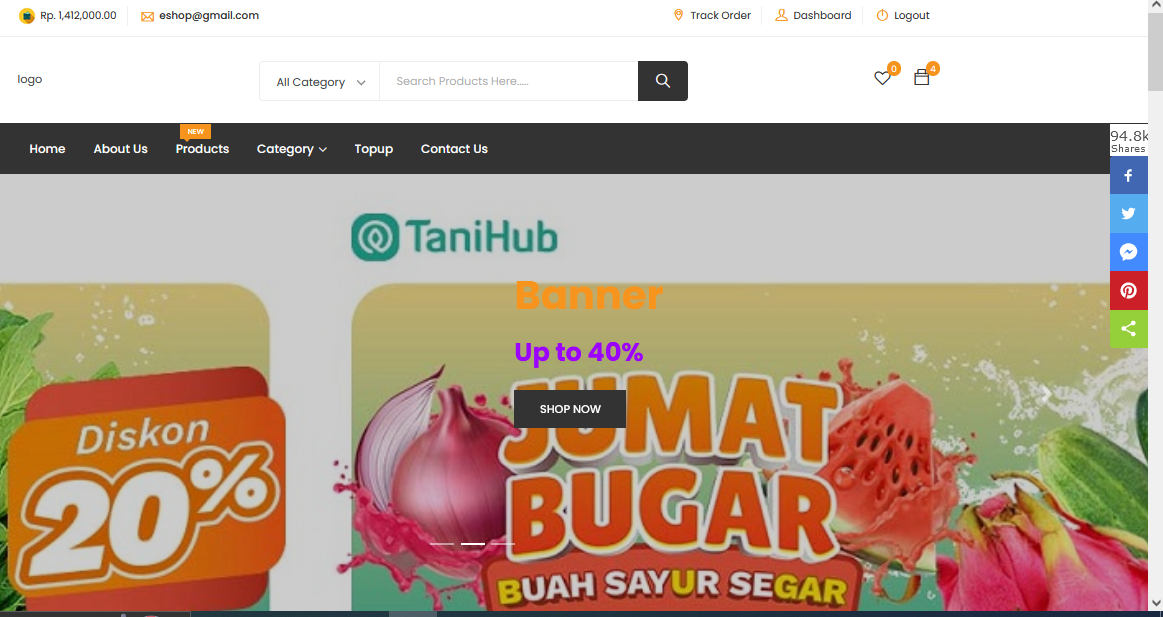 Rp. 1,412,000.00 eshop@gmail.com Track Order Dashboard Logout
logo All Category Search Products Here..... 0 4
NEW
Home About Us Products Category Topup Contact Us
94.8k
Shares
TaniHub
Banner
Up to 40%
SHOP NOW
Diskon
20%
JUMAT
BUGAR
BUAH SAYUR SEGAR